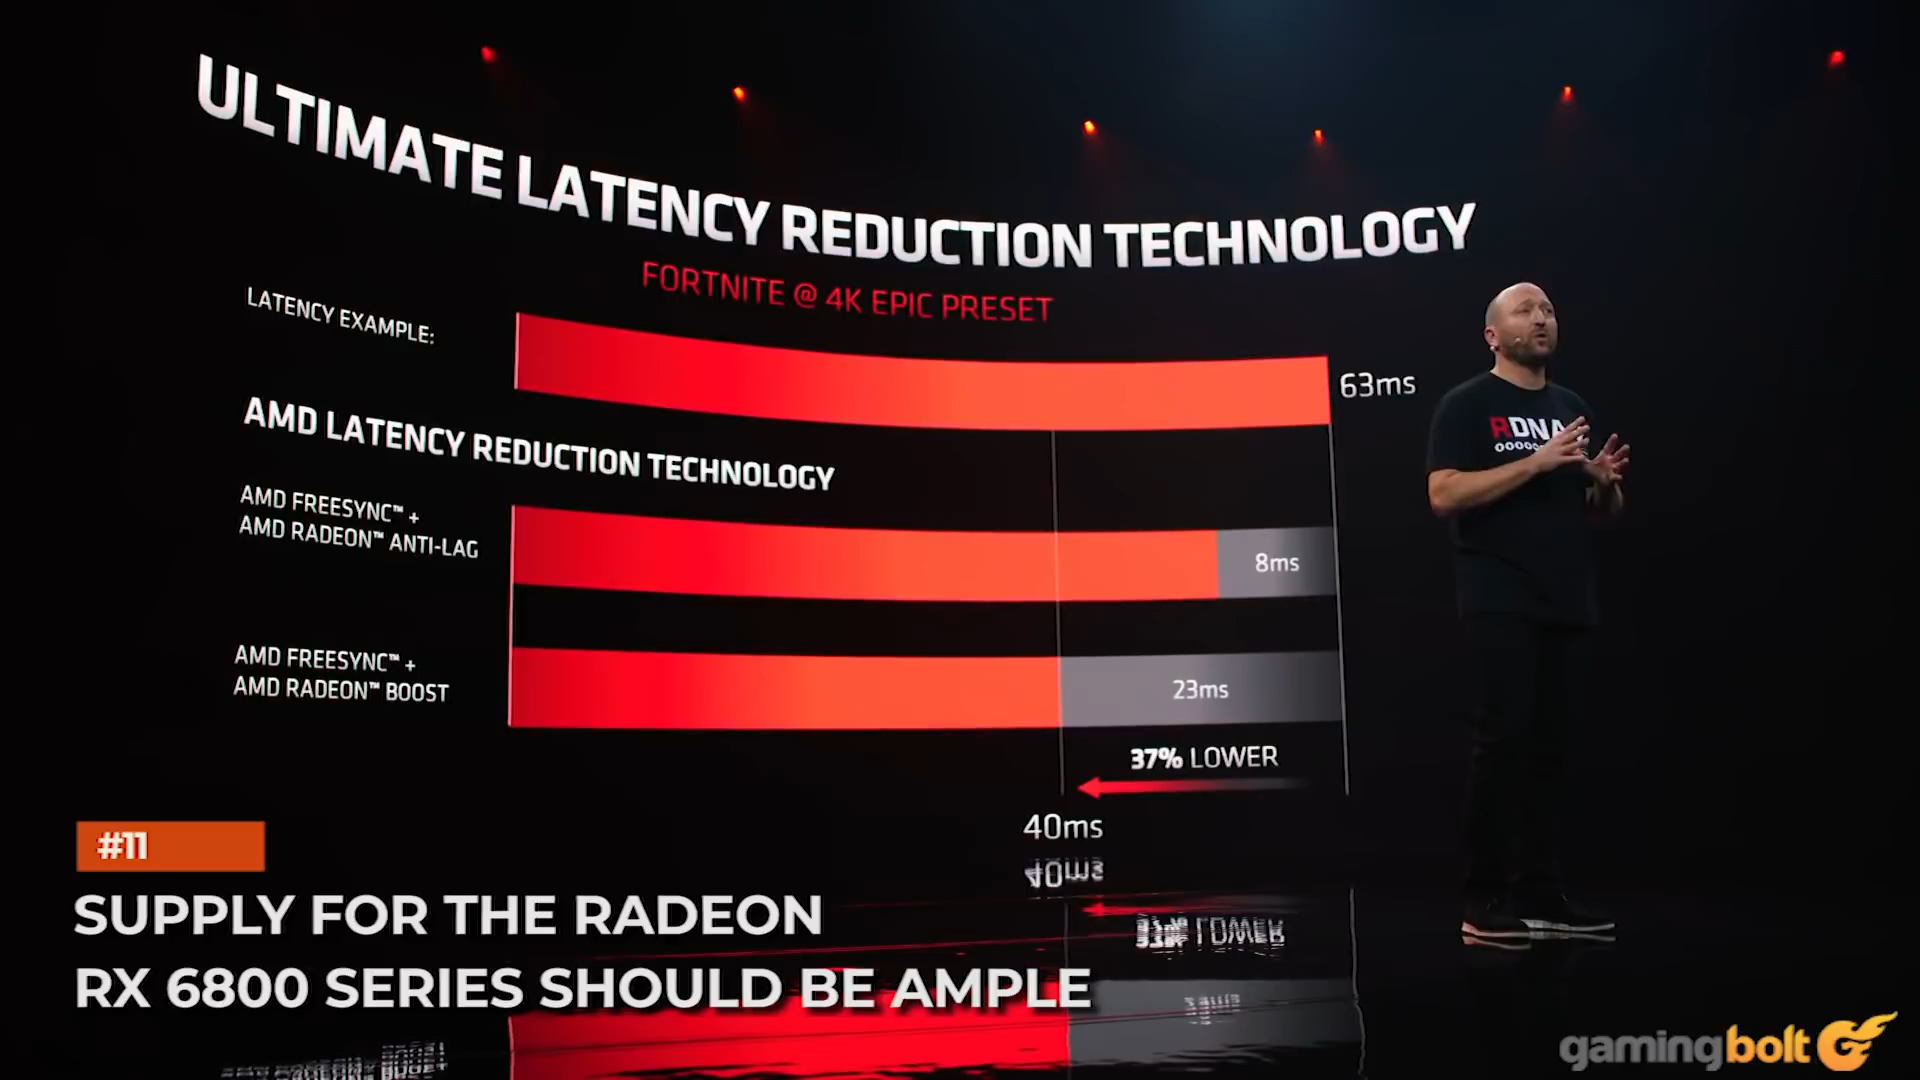 ULTIMATE LATENCY REDUCTION TECHNOLOGY
FORTNITE @ 4K EPIC PRESET
LATENCY EXAMPLE:
63ms
AMD LATENCY REDUCTION TECHNOLOGY
AMD FREESYNC™ +
AMD RADEON™ ANTI-LAG
8ms
AMD FREESYNC™ +
AMD RADEON™ BOOST
23ms
37% LOWER
40ms
RDNA
#11
SUPPLY FOR THE RADEON
RX 6800 SERIES SHOULD BE AMPLE
gamingbolt